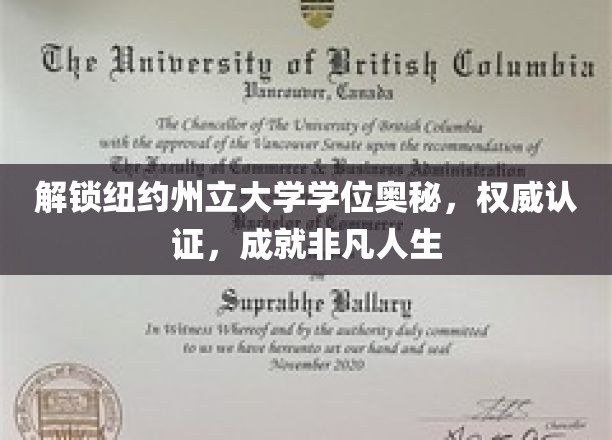 The University of British Columbia
Vancouver, Canada
The Chancellor of The University of British Columbia
with the approval of the Vancouver Senate upon the recommendation of
The Faculty of Commerce & Business Administration
解锁纽约州立大学学位奥秘，权威认
证，成就非凡人生
Bachelor of Commerce
on
Suprabhe Ballary
In Witness Whereof and by the authority duly committed
to us we have hereunto set our hand and seal
November 2020
Chancellor